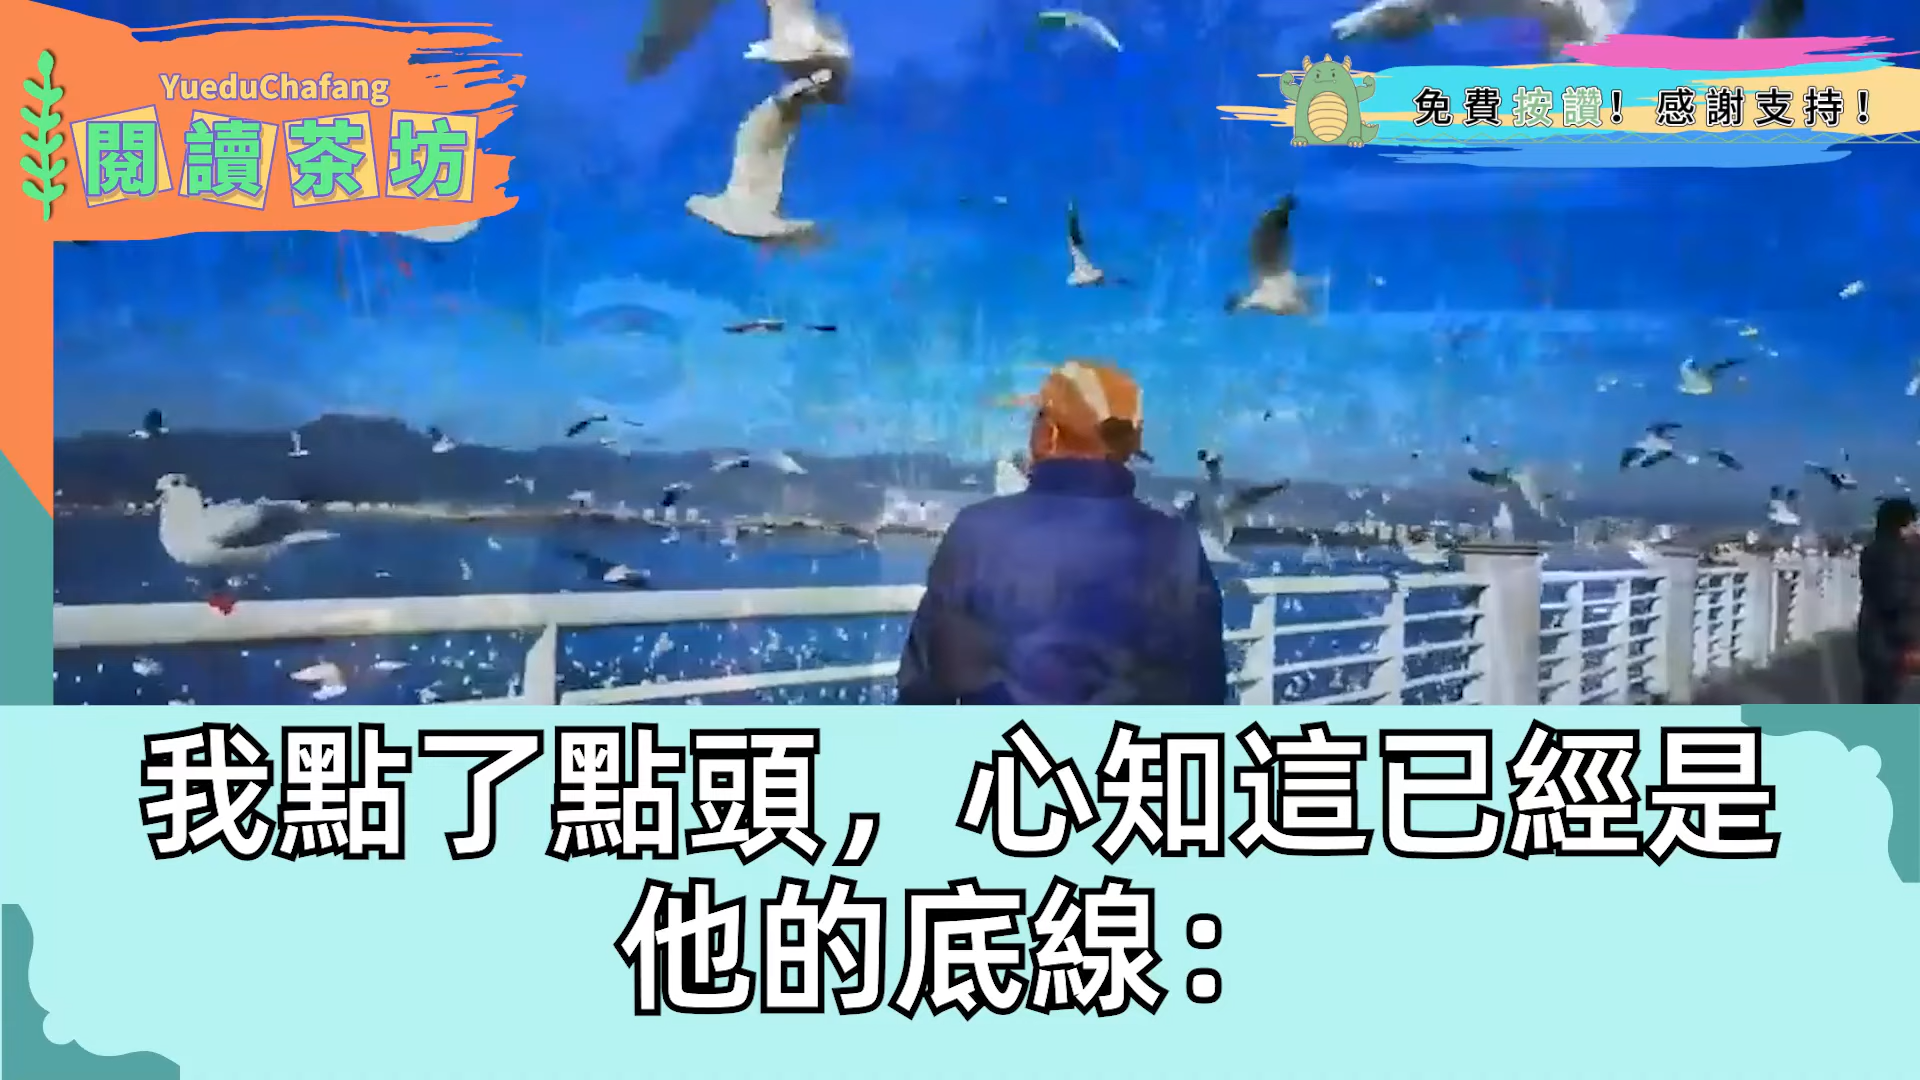 YueduChafang
閱讀茶坊
免費按讚！感謝支持！
我點了點頭，心知這已經是
他的底線：